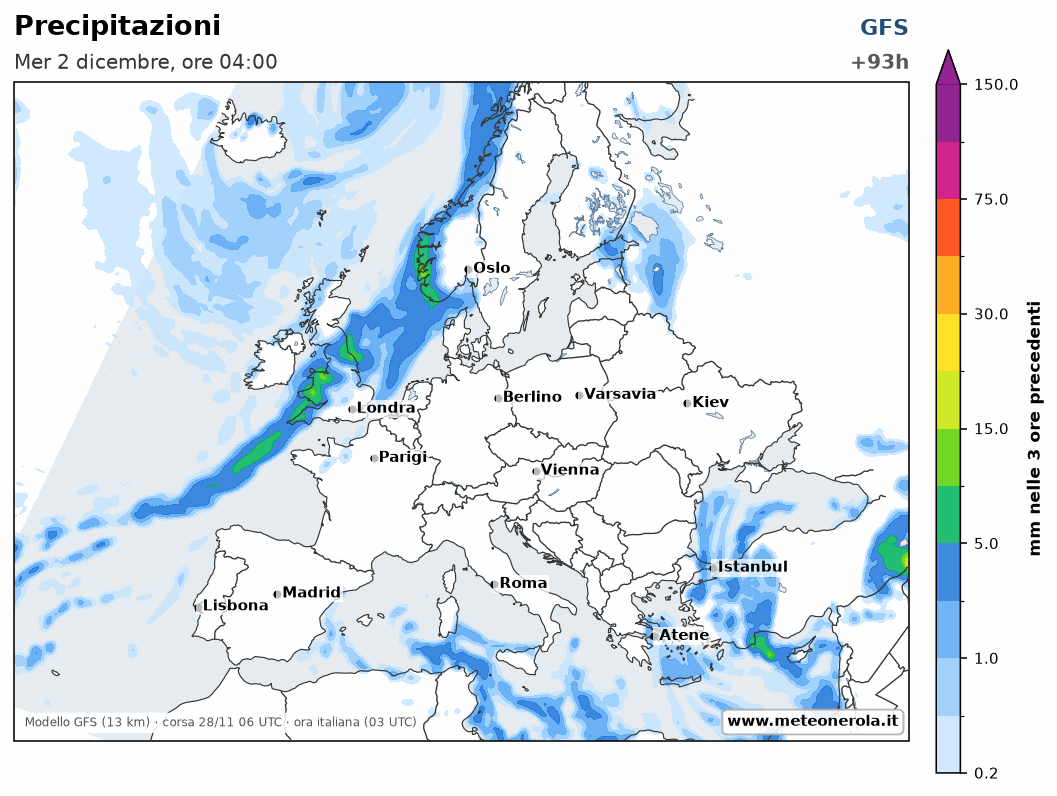 Precipitazioni
GFS
Mer 2 dicembre, ore 04:00
+93h
150.0
75.0
30.0
15.0
5.0
1.0
0.2
mm nelle 3 ore precedenti
Oslo
Londra
Berlino
Varsavia
Kiev
Parigi
Vienna
Istanbul
Roma
Madrid
Lisbona
Atene
Modello GFS (13 km) · corsa 28/11 06 UTC · ora italiana (03 UTC)
www.meteonerola.it